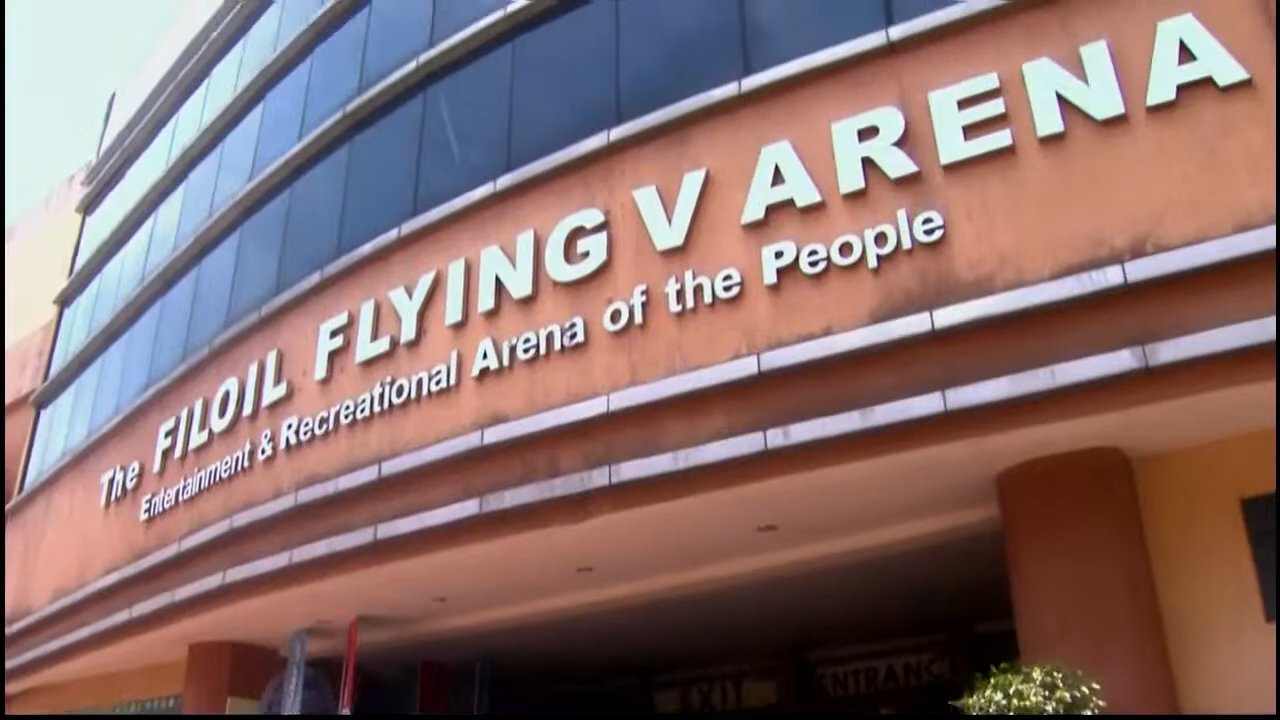 The FILOIL FLYING V ARENA
Entertainment & Recreational Arena of the People
EXIT
ENTRANCE